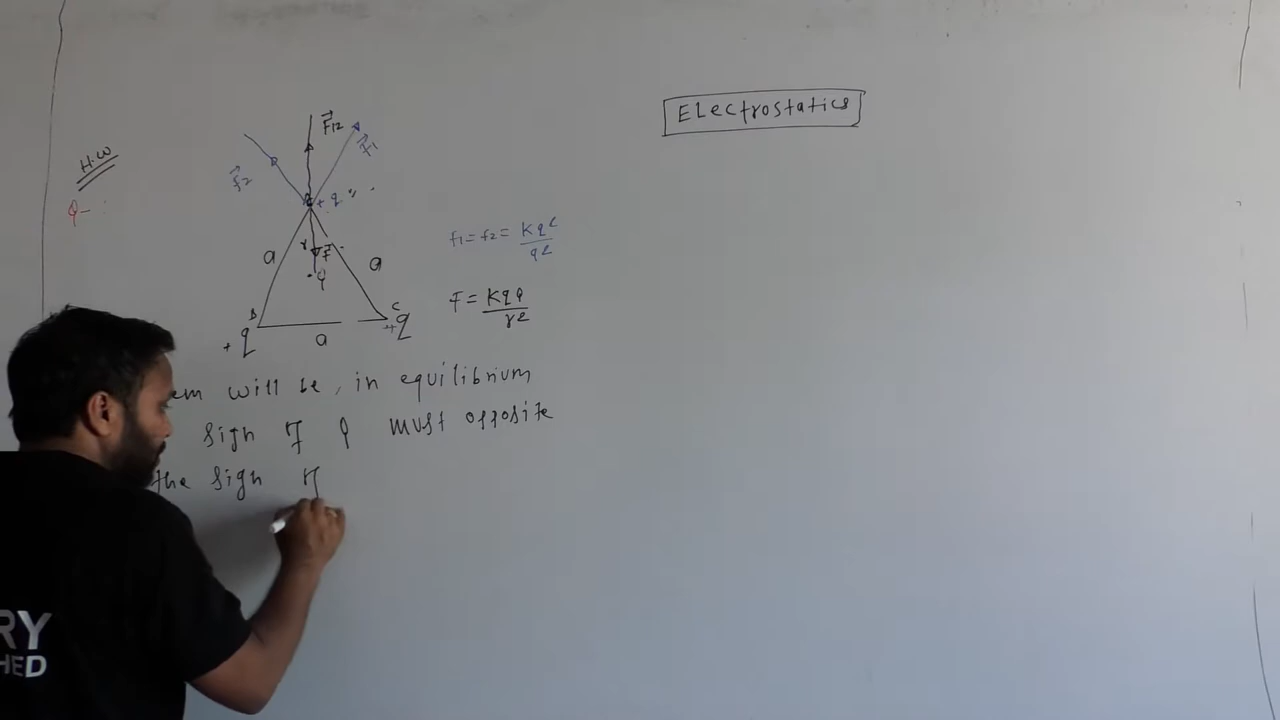 ELectrostatics
H.W
Q- :
F12
F1
f2
+ q
a
a
F
B
C
+ q
+ q
a
f1 = f2 = Kq2
q2
F = KqQ
r2
em will be, in equilibrium
sign of Q must opposite
the sign of
RY
HED